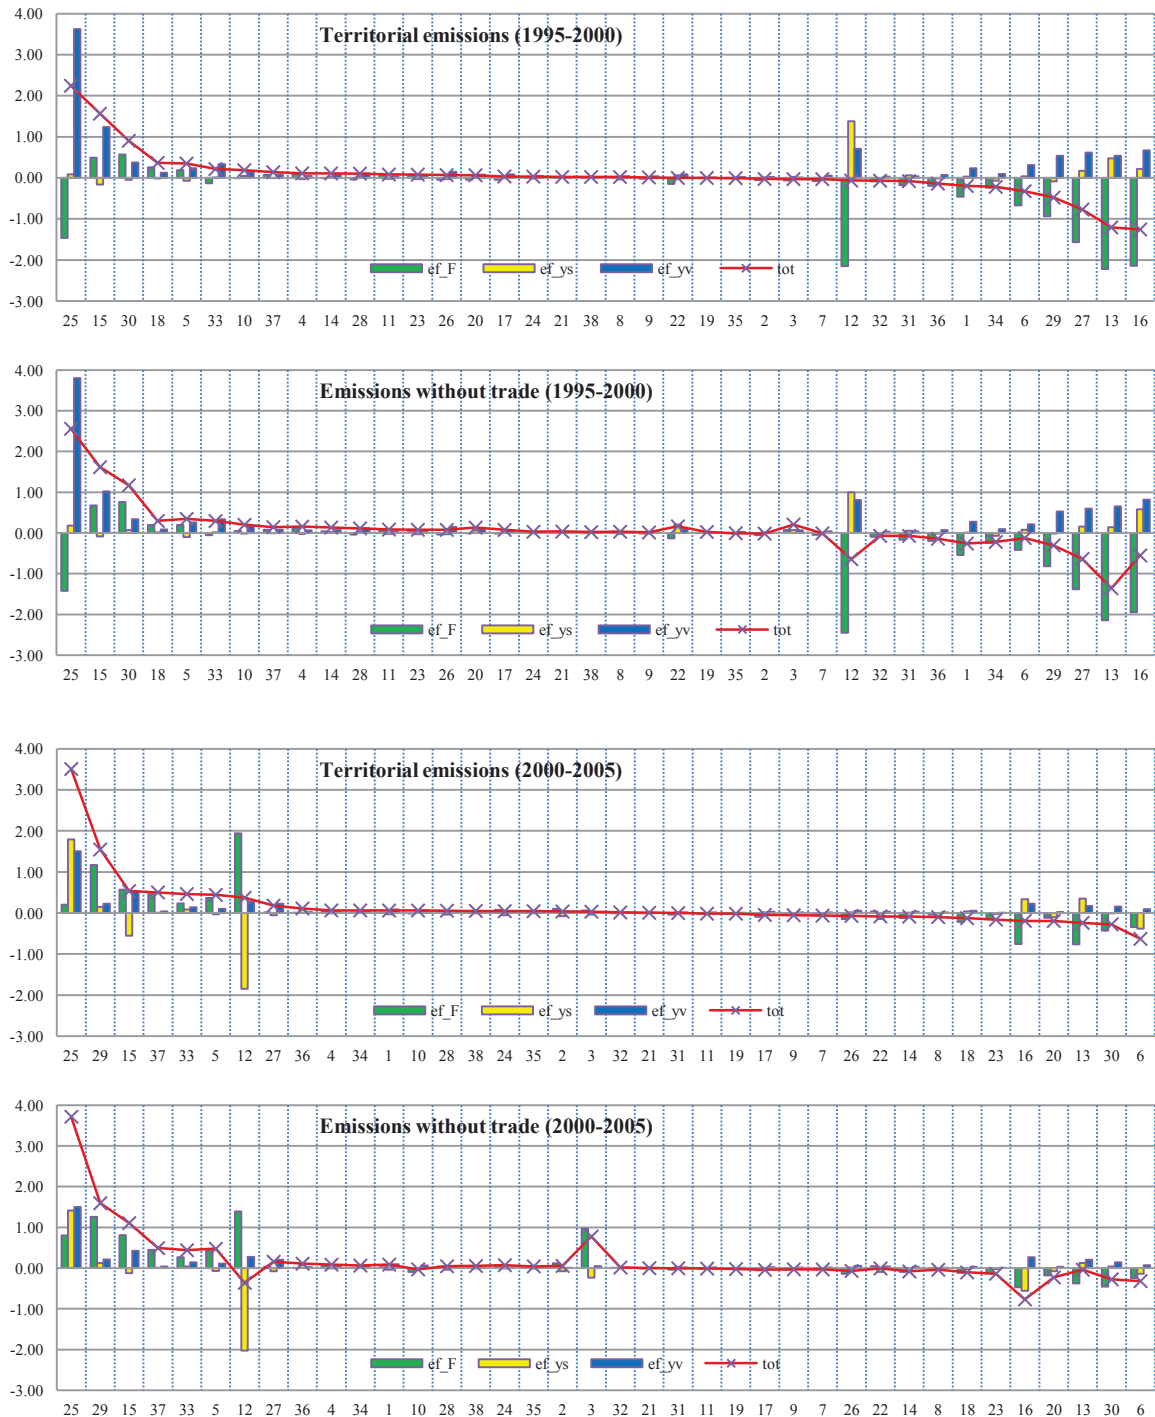 4.00
Territorial emissions (1995-2000)
3.00
2.00
1.00
0.00
-1.00
-2.00
ef_F ef_ys ef_yv tot
-3.00
25 15 30 18 5 33 10 37 4 14 28 11 23 26 20 17 24 21 38 8 9 22 19 35 2 3 7 12 32 31 36 1 34 6 29 27 13 16
4.00
Emissions without trade (1995-2000)
3.00
2.00
1.00
0.00
-1.00
-2.00
ef_F ef_ys ef_yv tot
-3.00
25 15 30 18 5 33 10 37 4 14 28 11 23 26 20 17 24 21 38 8 9 22 19 35 2 3 7 12 32 31 36 1 34 6 29 27 13 16
4.00
Territorial emissions (2000-2005)
3.00
2.00
1.00
0.00
-1.00
-2.00
ef_F ef_ys ef_yv tot
-3.00
25 29 15 37 33 5 12 27 36 4 34 1 10 28 38 24 35 2 3 32 21 31 11 19 17 9 7 26 22 14 8 18 23 16 20 13 30 6
4.00
Emissions without trade (2000-2005)
3.00
2.00
1.00
0.00
-1.00
-2.00
ef_F ef_ys ef_yv tot
-3.00
25 29 15 37 33 5 12 27 36 4 34 1 10 28 38 24 35 2 3 32 21 31 11 19 17 9 7 26 22 14 8 18 23 16 20 13 30 6